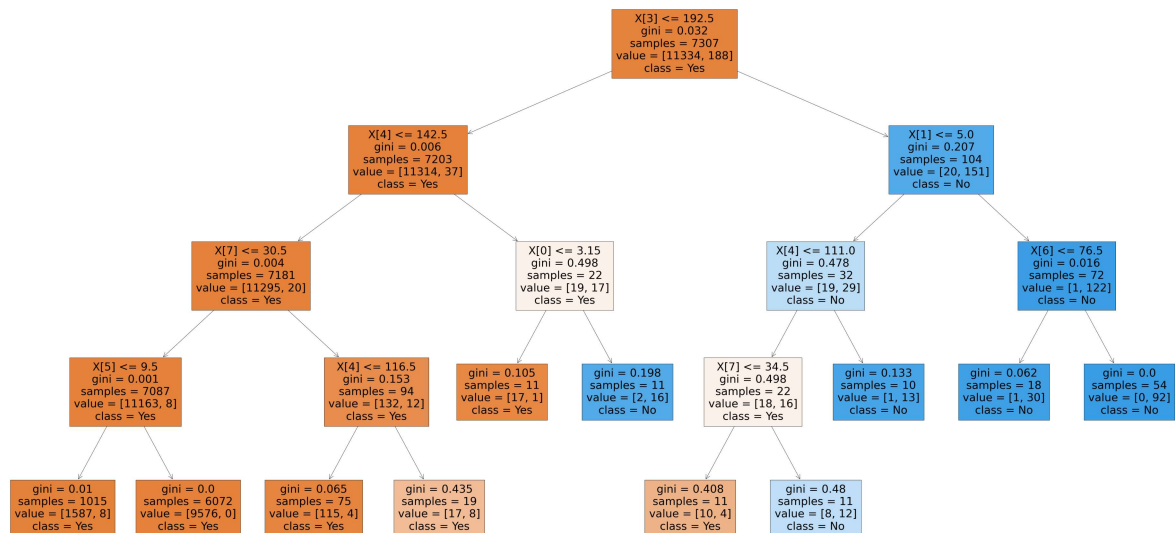 X[3] <= 192.5
gini = 0.032
samples = 7307
value = [11334, 188]
class = Yes
X[4] <= 142.5
gini = 0.006
samples = 7203
value = [11314, 37]
class = Yes
X[1] <= 5.0
gini = 0.207
samples = 104
value = [20, 151]
class = No
X[7] <= 30.5
gini = 0.004
samples = 7181
value = [11295, 20]
class = Yes
X[0] <= 3.15
gini = 0.498
samples = 22
value = [19, 17]
class = Yes
X[4] <= 111.0
gini = 0.478
samples = 32
value = [19, 29]
class = No
X[6] <= 76.5
gini = 0.016
samples = 72
value = [1, 122]
class = No
X[5] <= 9.5
gini = 0.001
samples = 7087
value = [11163, 8]
class = Yes
X[4] <= 116.5
gini = 0.153
samples = 94
value = [132, 12]
class = Yes
gini = 0.105
samples = 11
value = [17, 1]
class = Yes
gini = 0.198
samples = 11
value = [2, 16]
class = No
X[7] <= 34.5
gini = 0.498
samples = 22
value = [18, 16]
class = Yes
gini = 0.133
samples = 10
value = [1, 13]
class = No
gini = 0.062
samples = 18
value = [1, 30]
class = No
gini = 0.0
samples = 54
value = [0, 92]
class = No
gini = 0.01
samples = 1015
value = [1587, 8]
class = Yes
gini = 0.0
samples = 6072
value = [9576, 0]
class = Yes
gini = 0.065
samples = 75
value = [115, 4]
class = Yes
gini = 0.435
samples = 19
value = [17, 8]
class = Yes
gini = 0.408
samples = 11
value = [10, 4]
class = Yes
gini = 0.48
samples = 11
value = [8, 12]
class = No